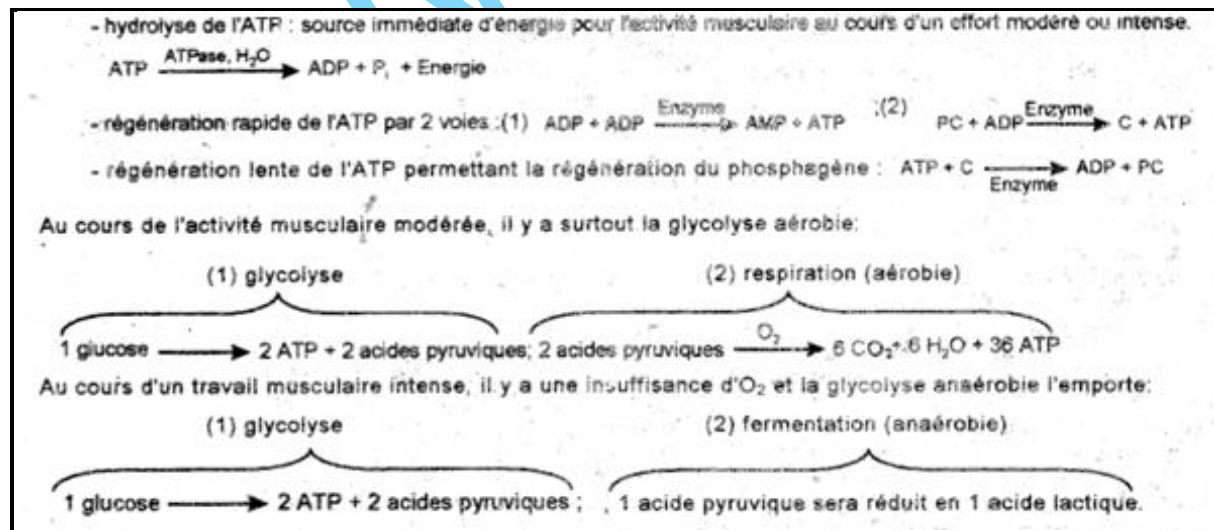 - hydrolyse de l'ATP : source immédiate d'énergie pour l'activité musculaire au cours d'un effort modéré ou intense.
ATP ATPase, H₂O → ADP + Pᵢ + Energie
- régénération rapide de l'ATP par 2 voies :(1) ADP + ADP Enzyme → AMP + ATP ;(2) PC + ADP Enzyme → C + ATP
- régénération lente de l'ATP permettant la régénération du phosphagène : ATP + C → Enzyme ADP + PC
Au cours de l'activité musculaire modérée, il y a surtout la glycolyse aérobie:
(1) glycolyse (2) respiration (aérobie)
1 glucose → 2 ATP + 2 acides pyruviques; 2 acides pyruviques O₂ → 6 CO₂+ 6 H₂O + 36 ATP
Au cours d'un travail musculaire intense, il y a une insuffisance d'O₂ et la glycolyse anaérobie l'emporte:
(1) glycolyse (2) fermentation (anaérobie)
1 glucose → 2 ATP + 2 acides pyruviques ; 1 acide pyruvique sera réduit en 1 acide lactique.